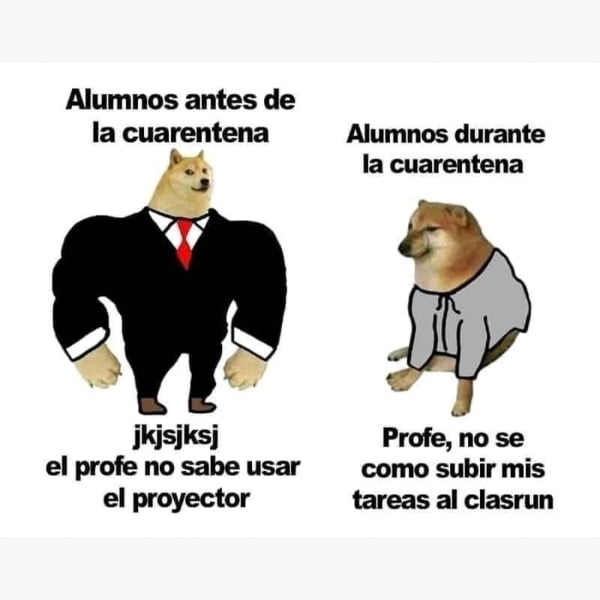 Alumnos antes de
la cuarentena
jkjsjksj
el profe no sabe usar
el proyector
Alumnos durante
la cuarentena
Profe, no se
como subir mis
tareas al clasrun